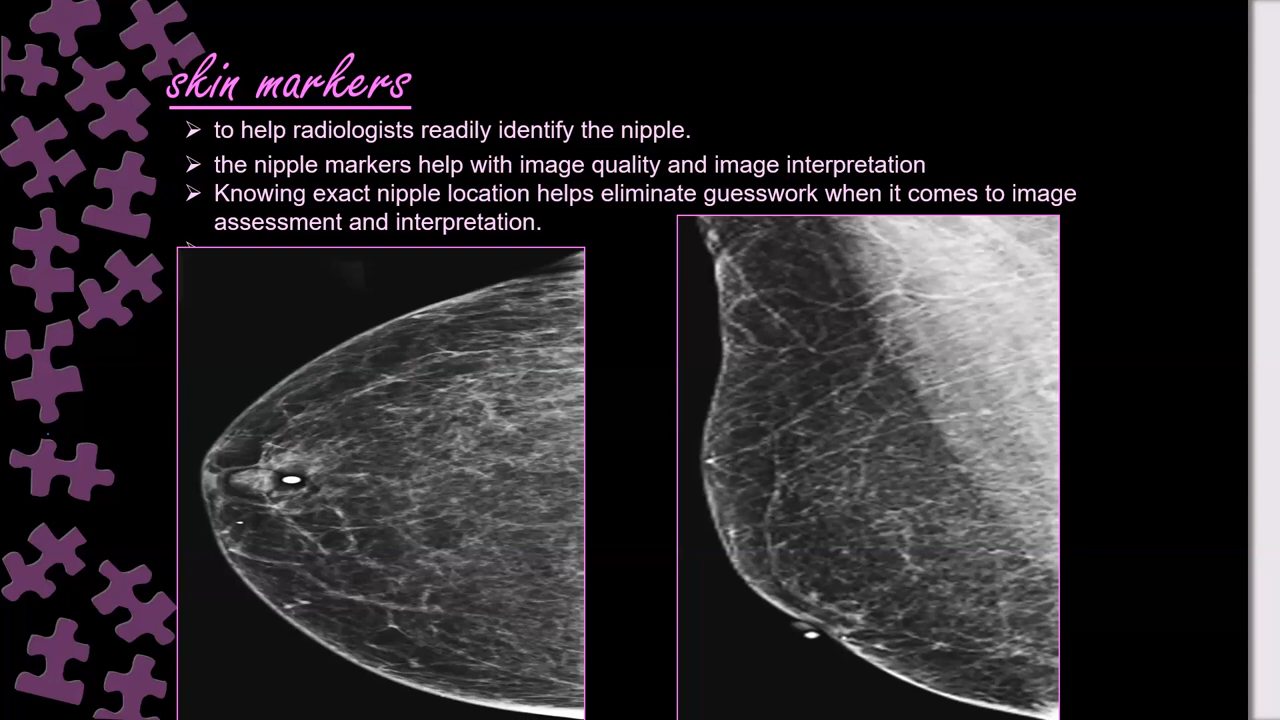 skin markers
to help radiologists readily identify the nipple.
the nipple markers help with image quality and image interpretation
Knowing exact nipple location helps eliminate guesswork when it comes to image
assessment and interpretation.